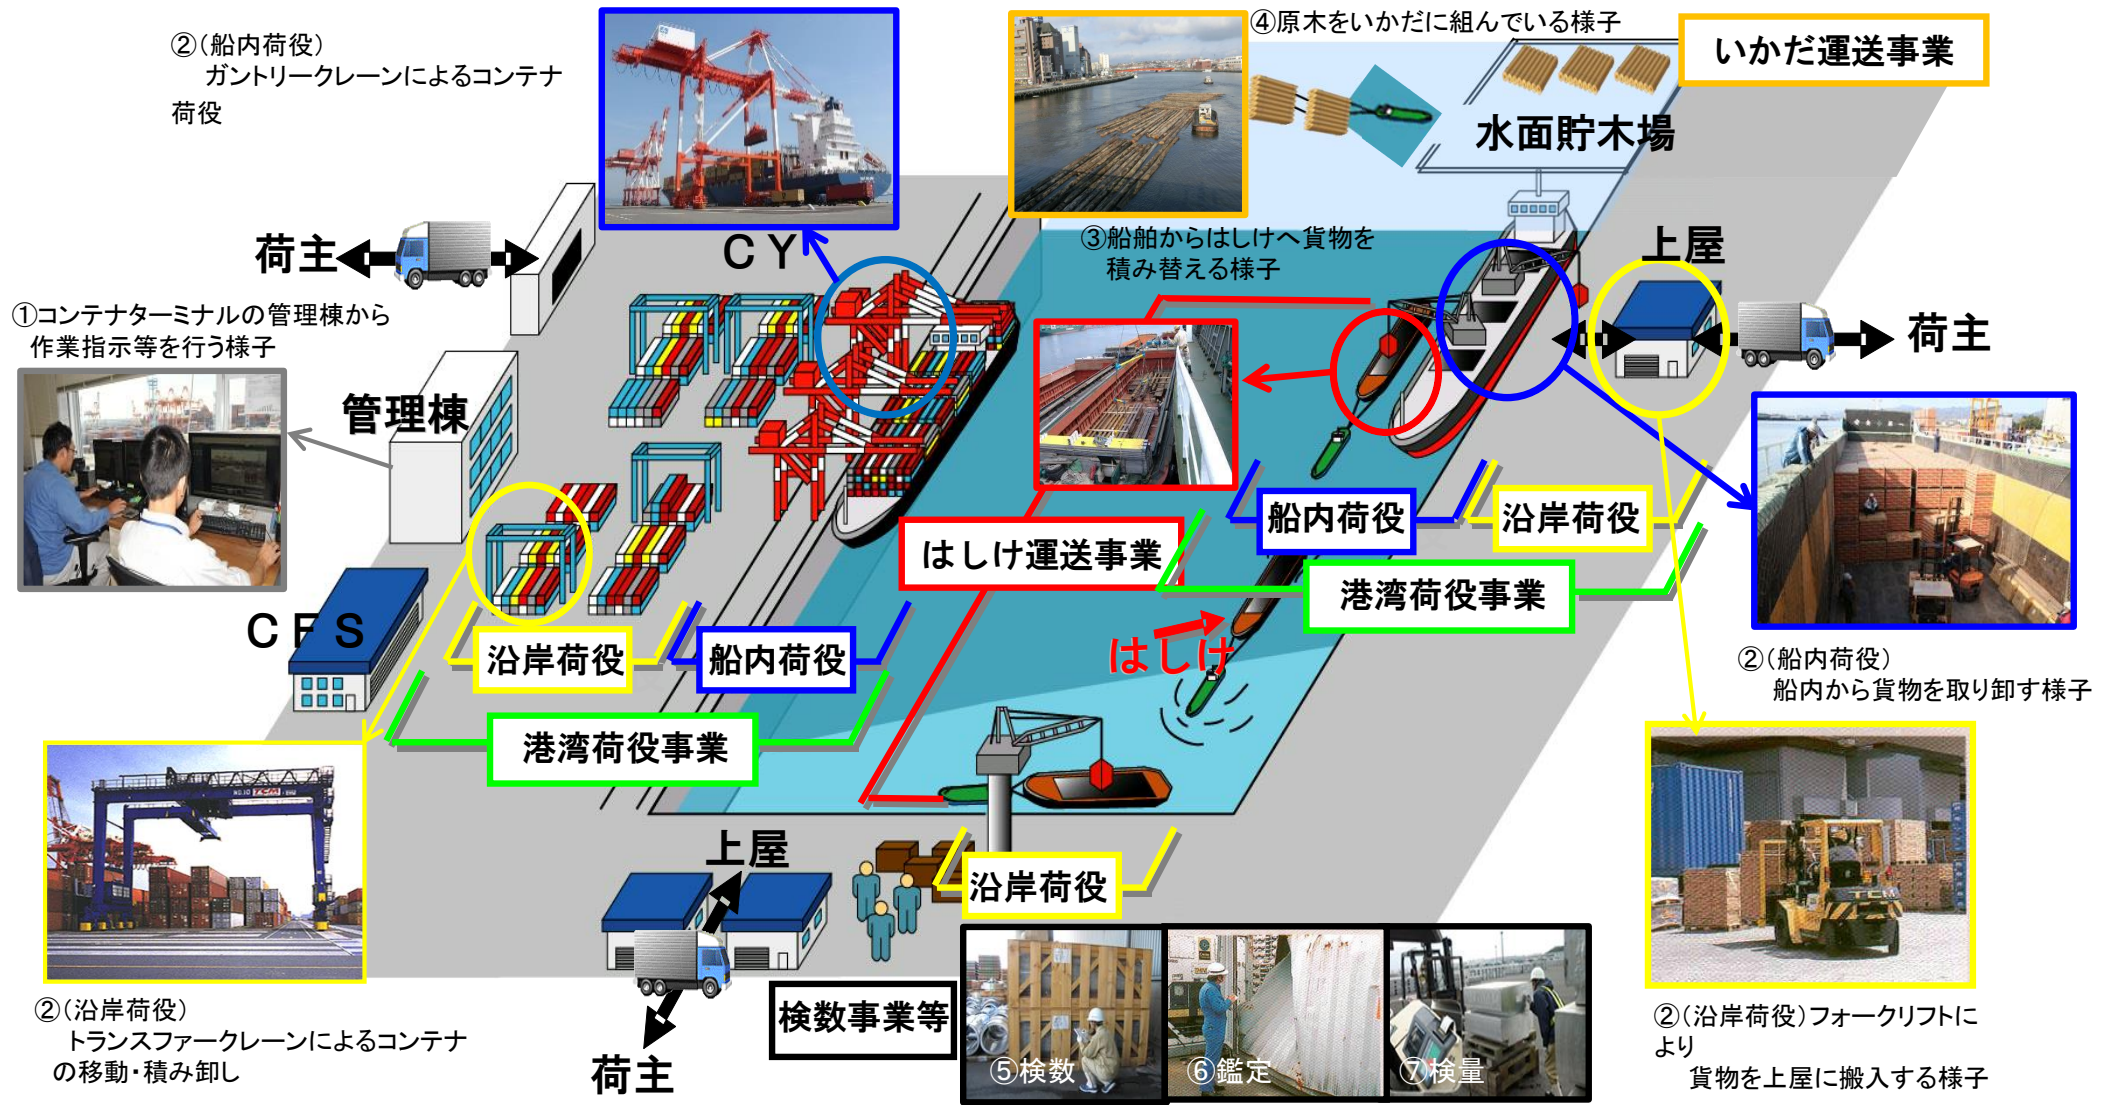 ②(船内荷役)
ガントリークレーンによるコンテナ
荷役
④原木をいかだに組んでいる様子
いかだ運送事業
水面貯木場
荷主
CY
③船舶からはしけへ貨物を
積み替える様子
上屋
荷主
①コンテナターミナルの管理棟から
作業指示等を行う様子
管理棟
船内荷役
沿岸荷役
はしけ運送事業
港湾荷役事業
CFS
沿岸荷役
船内荷役
はしけ
②(船内荷役)
船内から貨物を取り卸す様子
港湾荷役事業
上屋
沿岸荷役
検数事業等
⑤検数
⑥鑑定
⑦検量
②(沿岸荷役)
トランスファークレーンによるコンテナ
の移動・積み卸し
荷主
②(沿岸荷役)フォークリフトに
より
貨物を上屋に搬入する様子